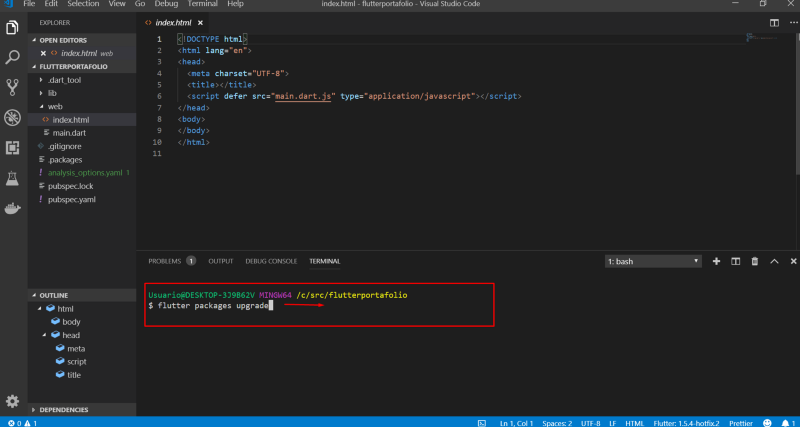 File Edit Selection View Go Debug Terminal Help
index.html - flutterportafolio - Visual Studio Code
EXPLORER
OPEN EDITORS
index.html web
FLUTTERPORTAFOLIO
.dart_tool
lib
web
index.html
main.dart
.gitignore
.packages
analysis_options.yaml 1
pubspec.lock
pubspec.yaml
OUTLINE
html
body
head
meta
script
title
DEPENDENCIES
index.html
1 <!DOCTYPE html>
2 <html lang="en">
3 <head>
4 <meta charset="UTF-8">
5 <title></title>
6 <script defer src="main.dart.js" type="application/javascript"></script>
7 </head>
8 <body>
9 </body>
10 </html>
11
PROBLEMS 1 OUTPUT DEBUG CONSOLE TERMINAL
1: bash
Usuario@DESKTOP-3J9B62V MINGW64 /c/src/flutterportafolio
$ flutter packages upgrade
0 1
Ln 1, Col 1 Spaces: 2 UTF-8 LF HTML Flutter: 1.5.4-hotfix.2 Prettier 1